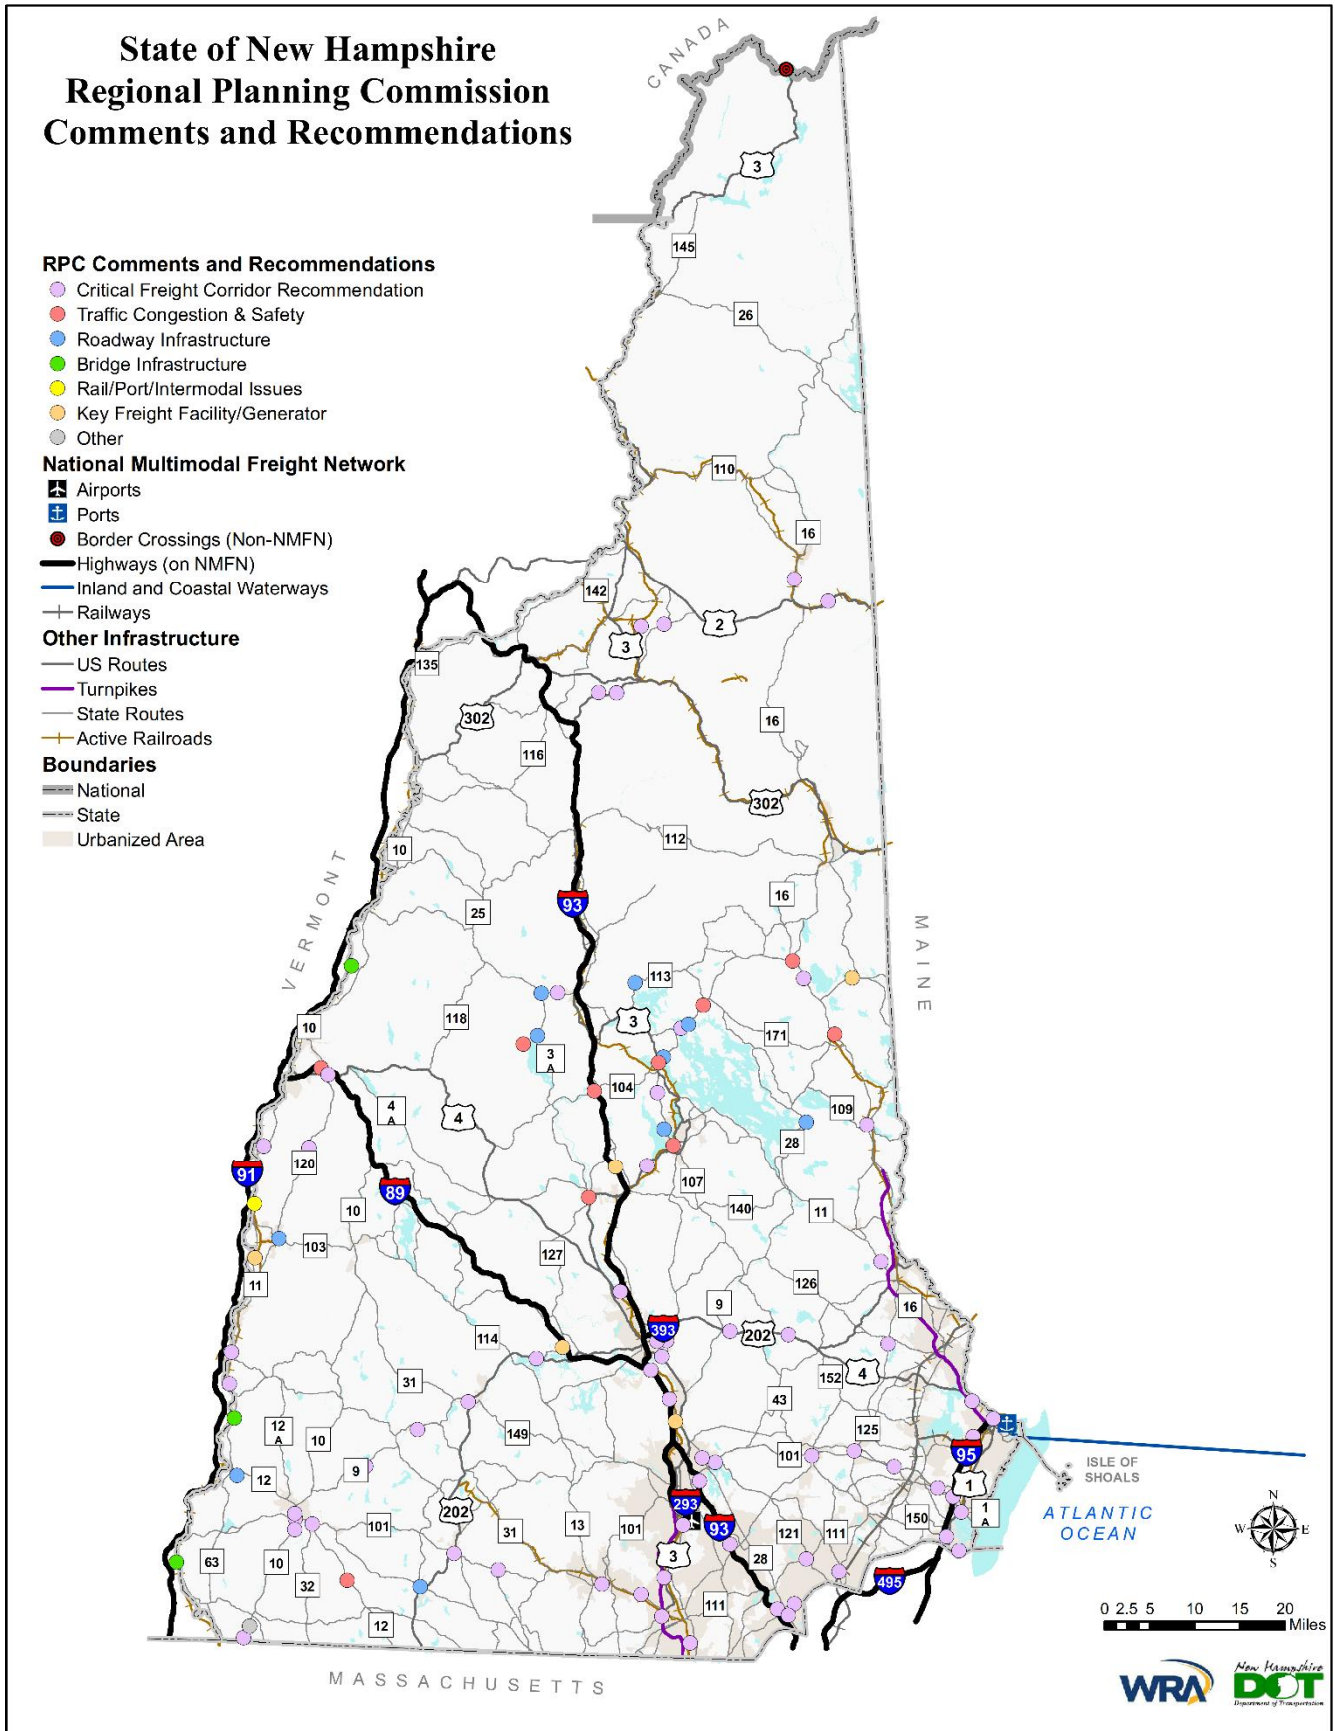 State of New Hampshire
Regional Planning Commission
Comments and Recommendations
RPC Comments and Recommendations
Critical Freight Corridor Recommendation
Traffic Congestion & Safety
Roadway Infrastructure
Bridge Infrastructure
Rail/Port/Intermodal Issues
Key Freight Facility/Generator
Other
National Multimodal Freight Network
Airports
Ports
Border Crossings (Non-NMFN)
Highways (on NMFN)
Inland and Coastal Waterways
Railways
Other Infrastructure
US Routes
Turnpikes
State Routes
Active Railroads
Boundaries
National
State
Urbanized Area
CANADA
3
145
26
110
16
142
2
3
135
302
16
116
302
112
10
93
16
25
VERMONT
MAINE
113
118
3
10
171
3
A
104
4
A
4
109
28
120
91
107
89
10
140
11
103
127
126
11
9
16
393
202
114
4
152
31
43
12
A
10
149
125
101
95
9
12
ISLE OF
SHOALS
1
293
202
1
A
ATLANTIC
OCEAN
150
101
31
13
101
93
121
111
N
W
E
S
63
10
3
28
32
495
111
12
0 2.5 5 10 15 20
Miles
MASSACHUSETTS
WRA
New Hampshire
DOT
Department of Transportation